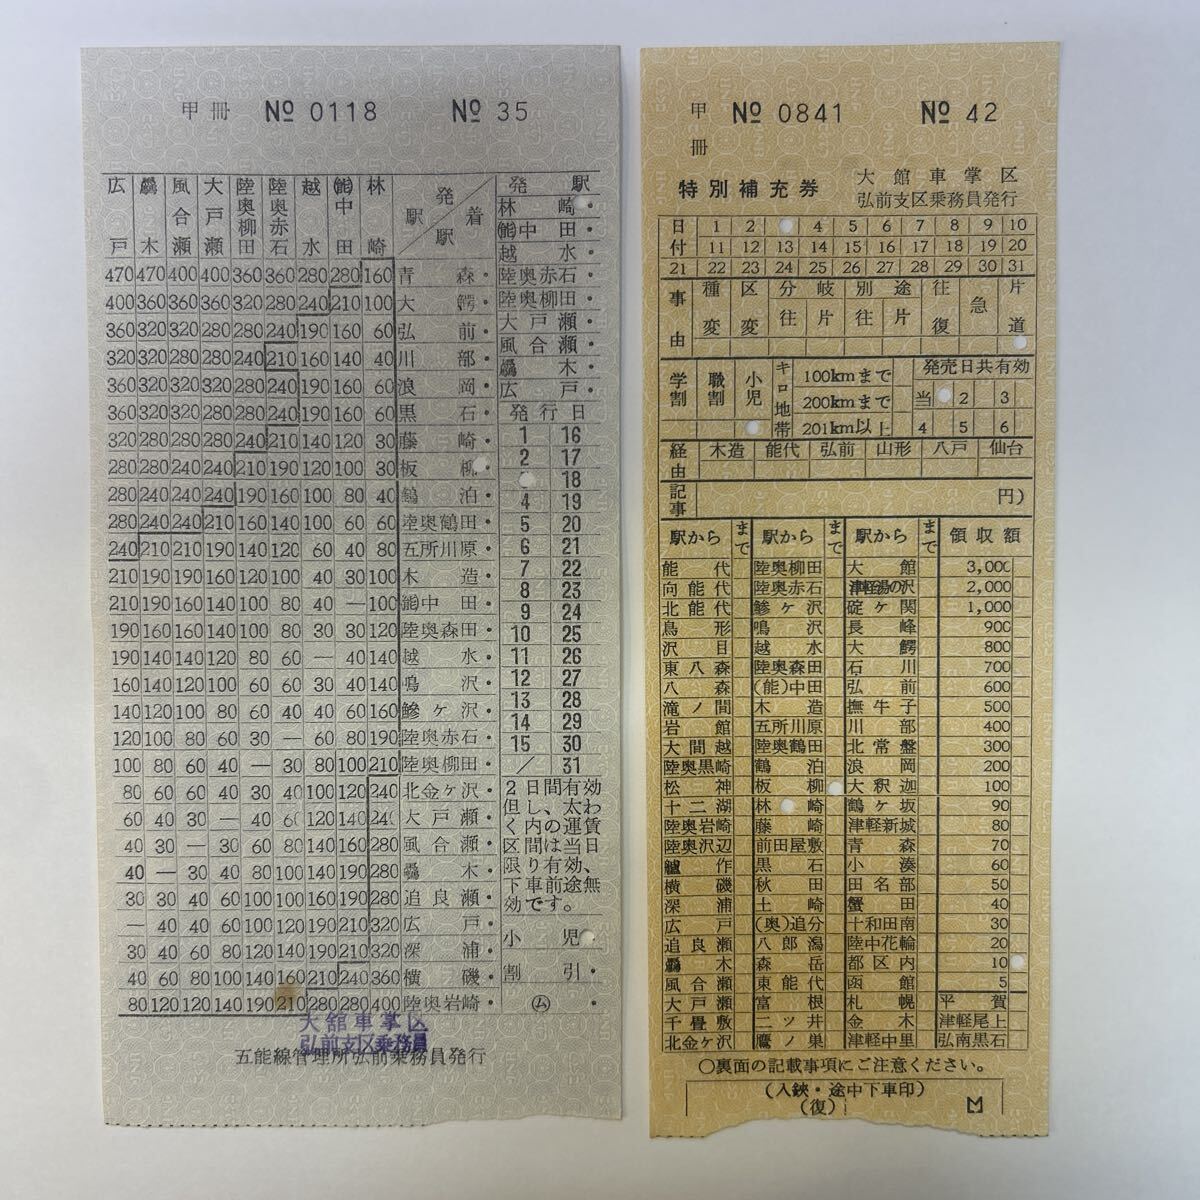 甲冊 № 0118 № 35
広戸 驫木 風合瀬 大戸瀬 陸奥柳田 陸奥赤石 越水 (能)中田 林崎 発駅 着駅
470 470 400 400 360 360 280 280 160 青森・
400 360 360 360 320 280 240 210 100 大鰐・
360 320 320 280 280 240 190 160 60 弘前・
320 320 280 280 240 210 160 140 40 川部・
360 320 320 280 280 240 190 160 60 浪岡・
360 320 320 280 280 240 190 160 60 黒石・
320 280 280 280 240 210 140 120 30 藤崎・
280 280 240 240 210 190 120 100 30 板柳
280 240 240 240 190 160 100 80 40 鶴泊・
280 240 240 210 160 140 100 60 60 陸奥鶴田・
240 210 210 190 140 120 60 40 80 五所川原・
210 190 190 160 120 100 40 30 100 木造・
210 190 160 140 100 80 40 — 100 (能)中田・
190 160 160 140 100 80 30 30 120 陸奥森田・
190 140 140 120 80 60 — 40 140 越水・
160 140 120 100 60 60 30 40 140 鳴沢・
140 120 100 80 60 40 40 60 160 鰺ケ沢・
120 100 80 60 30 — 60 80 190 陸奥赤石・
100 80 60 40 — 30 80 100 210 陸奥柳田・
80 60 60 40 30 40 100 120 240 北金ケ沢・
60 40 30 — 40 60 120 140 240 大戸瀬・
40 30 — 30 60 80 140 160 280 風合瀬・
40 — 30 40 80 100 140 190 280 驫木・
30 30 40 60 100 100 160 190 280 追良瀬・
— 40 40 60 100 120 190 210 320 広戸・
30 40 60 80 120 140 190 210 320 深浦・
40 60 80 100 140 160 210 240 360 横磯・
80 120 120 140 190 210 280 280 400 陸奥岩崎・
発駅
林崎・
(能)中田・
越水・
陸奥赤石・
陸奥柳田・
大戸瀬・
風合瀬・
驫木・
広戸・
発行日
1 16
2 17
18
4 19
5 20
6 21
7 22
8 23
9 24
10 25
11 26
12 27
13 28
14 29
15 30
/ 31
2日間有効
但し、太わ
く内の運賃
区間は当日
限り有効、
下車前途無
効です。
小児・
割引・
㋰ ・
大館車掌区
弘前支区乗務員
五能線管理所弘前乗務員発行
甲冊 № 0841 № 42
特別補充券 大館車掌区
弘前支区乗務員発行
日付 1 2 4 5 6 7 8 9 10
11 12 13 14 15 16 17 18 19 20
21 22 23 24 25 26 27 28 29 30 31
事由 種変 区変 分岐 往 片 別途 往 片 往復 急 片道
学割 職割 小児 キロ地帯 100kmまで 200kmまで 201km以上
発売日共有効
当 2 3
4 5 6
経由 木造 能代 弘前 山形 八戸 仙台
記事 円)
駅から まで 駅から まで 駅から まで 領収額
能代 陸奥柳田 大館 3,000
向能代 陸奥赤石 津軽湯の沢 2,000
北能代 鰺ヶ沢 碇ヶ関 1,000
鳥形 鳴沢 長峰 900
沢目 越水 大鰐 800
東八森 陸奥森田 石川 700
八森 (能)中田 弘前 600
滝ノ間 木造 撫牛子 500
岩館 五所川原 川部 400
大間越 陸奥鶴田 北常盤 300
陸奥黒崎 鶴泊 浪岡 200
松神 板柳 大釈迦 100
十二湖 林崎 鶴ヶ坂 90
陸奥岩崎 藤崎 津軽新城 80
陸奥沢辺 前田屋敷 青森 70
艫作 黒石 小湊 60
横磯 秋田 田名部 50
深浦 土崎 蟹田 40
広戸 (奥)追分 十和田南 30
追良瀬 八郎潟 陸中花輪 20
驫木 森岳 都区内 10
風合瀬 東能代 函館 5
大戸瀬 富根 札幌 平賀
千畳敷 二ツ井 金木 津軽尾上
北金ヶ沢 鷹ノ巣 津軽中里 弘南黒石
○裏面の記載事項にご注意ください。
(入鋏・途中下車印)
(復)